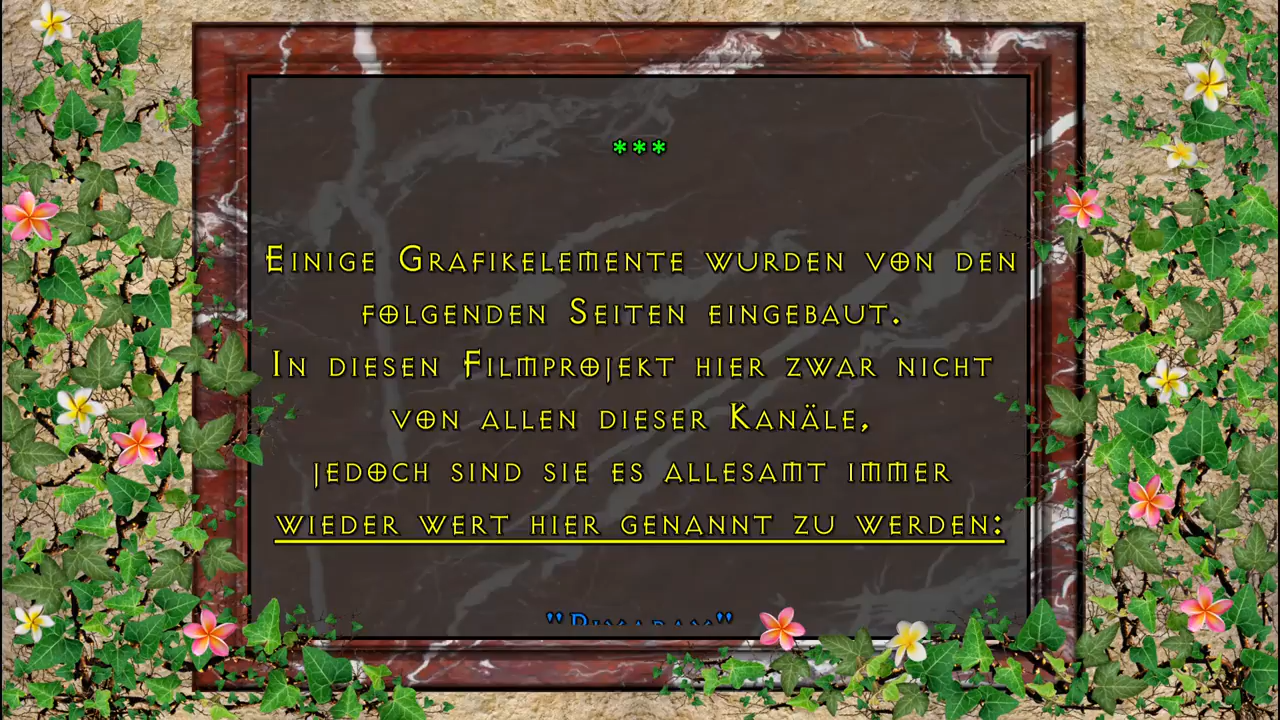 ***
Einige Grafikelemente wurden von den
folgenden Seiten eingebaut.
In diesen Filmprojekt hier zwar nicht
von allen dieser Kanäle,
jedoch sind sie es allesamt immer
wieder wert hier genannt zu werden: